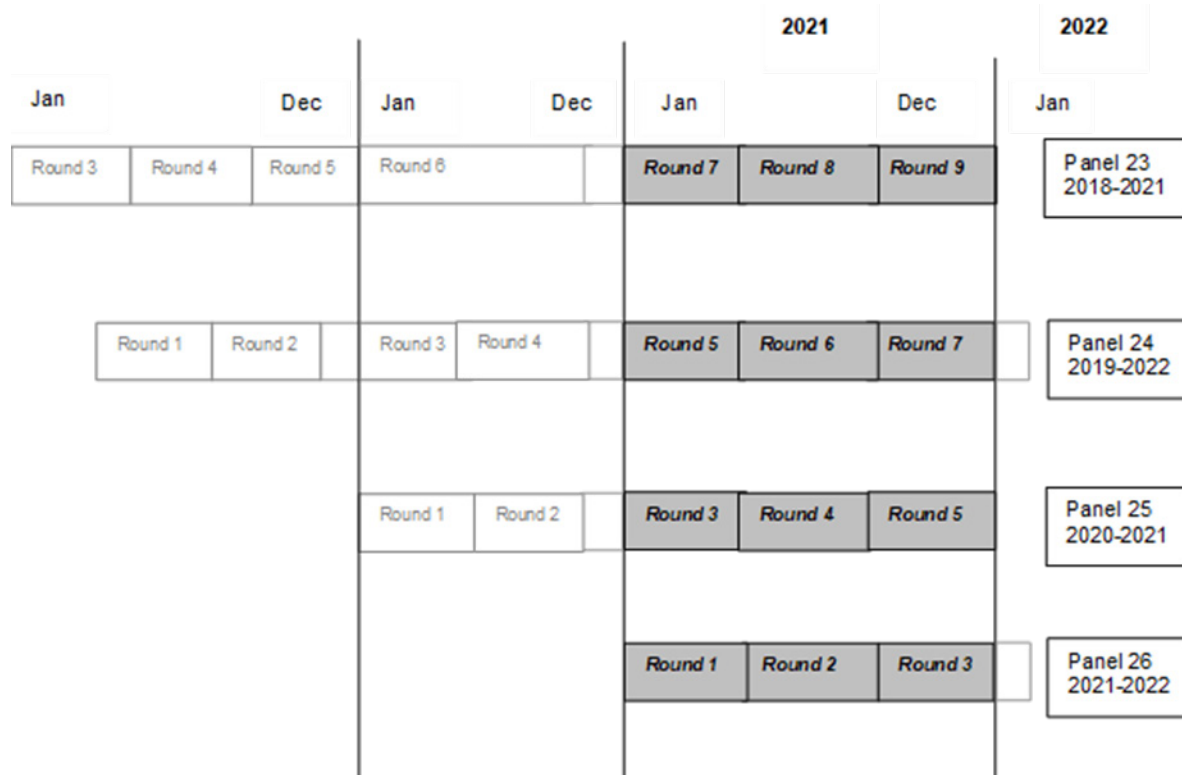 2021 2022
Jan Dec Jan Dec Jan Dec Jan
Round 3 Round 4 Round 5 Round 6 Round 7 Round 8 Round 9 Panel 23
2018-2021
Round 1 Round 2 Round 3 Round 4 Round 5 Round 6 Round 7 Panel 24
2019-2022
Round 1 Round 2 Round 3 Round 4 Round 5 Panel 25
2020-2021
Round 1 Round 2 Round 3 Panel 26
2021-2022